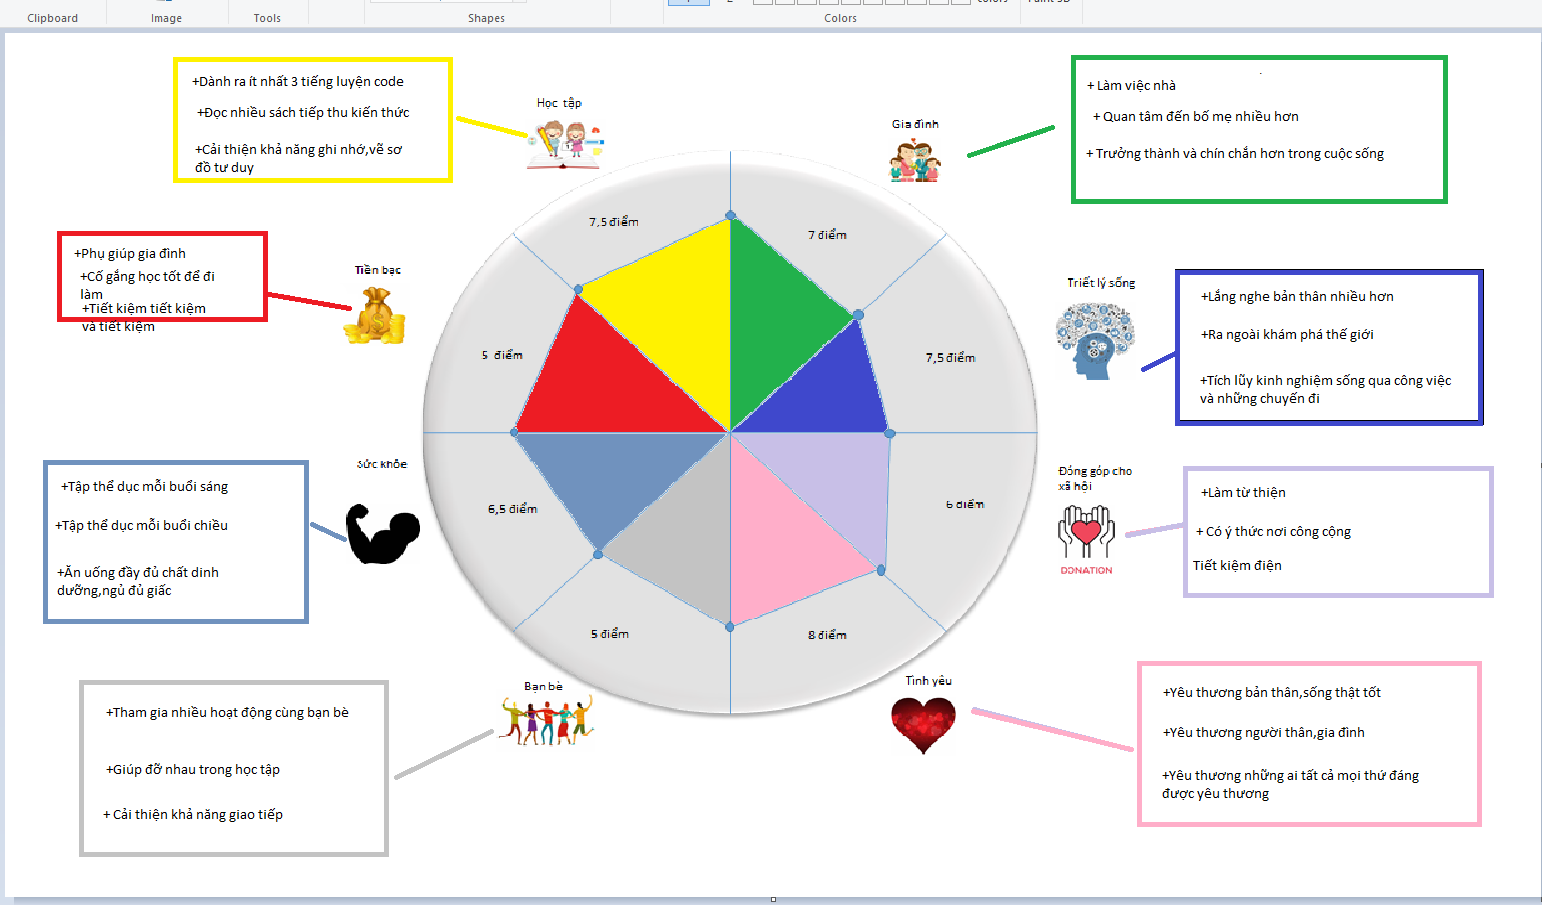 Clipboard
Image
Tools
Shapes
Colors
+Dành ra ít nhất 3 tiếng luyện code
+Đọc nhiều sách tiếp thu kiến thức
+Cải thiện khả năng ghi nhớ,vẽ sơ
đồ tư duy
Học tập
Gia đình
+ Làm việc nhà
+ Quan tâm đến bố mẹ nhiều hơn
+ Trưởng thành và chín chắn hơn trong cuộc sống
7,5 điểm
7 điểm
+Phụ giúp gia đình
+Cố gắng học tốt để đi
làm
+Tiết kiệm tiết kiệm
và tiết kiệm
Tiền bạc
5 điểm
7,5 điểm
Triết lý sống
+Lắng nghe bản thân nhiều hơn
+Ra ngoài khám phá thế giới
+Tích lũy kinh nghiệm sống qua công việc
và những chuyến đi
Sức khỏe
+Tập thể dục mỗi buổi sáng
+Tập thể dục mỗi buổi chiều
+Ăn uống đầy đủ chất dinh
dưỡng,ngủ đủ giấc
6,5 điểm
6 điểm
Đóng góp cho
xã hội
DONATION
+Làm từ thiện
+ Có ý thức nơi công cộng
Tiết kiệm điện
5 điểm
8 điểm
Bạn bè
+Tham gia nhiều hoạt động cùng bạn bè
+Giúp đỡ nhau trong học tập
+ Cải thiện khả năng giao tiếp
Tình yêu
+Yêu thương bản thân,sống thật tốt
+Yêu thương người thân,gia đình
+Yêu thương những ai tất cả mọi thứ đáng
được yêu thương